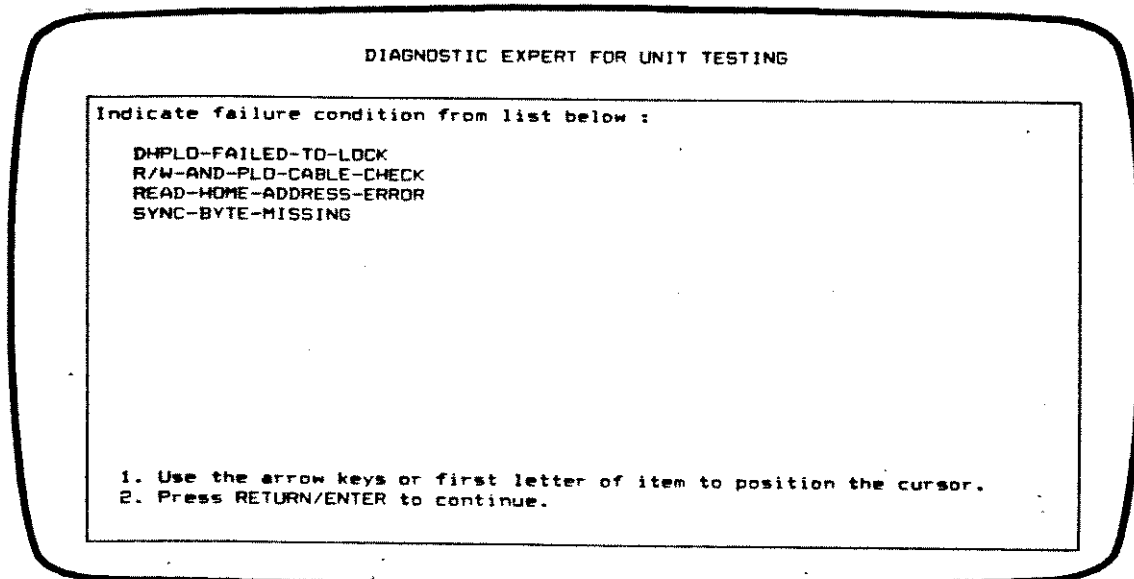 DIAGNOSTIC EXPERT FOR UNIT TESTING
Indicate failure condition from list below :
DHPLO-FAILED-TO-LOCK
R/W-AND-PLO-CABLE-CHECK
READ-HOME-ADDRESS-ERROR
SYNC-BYTE-MISSING
1. Use the arrow keys or first letter of item to position the cursor.
2. Press RETURN/ENTER to continue.